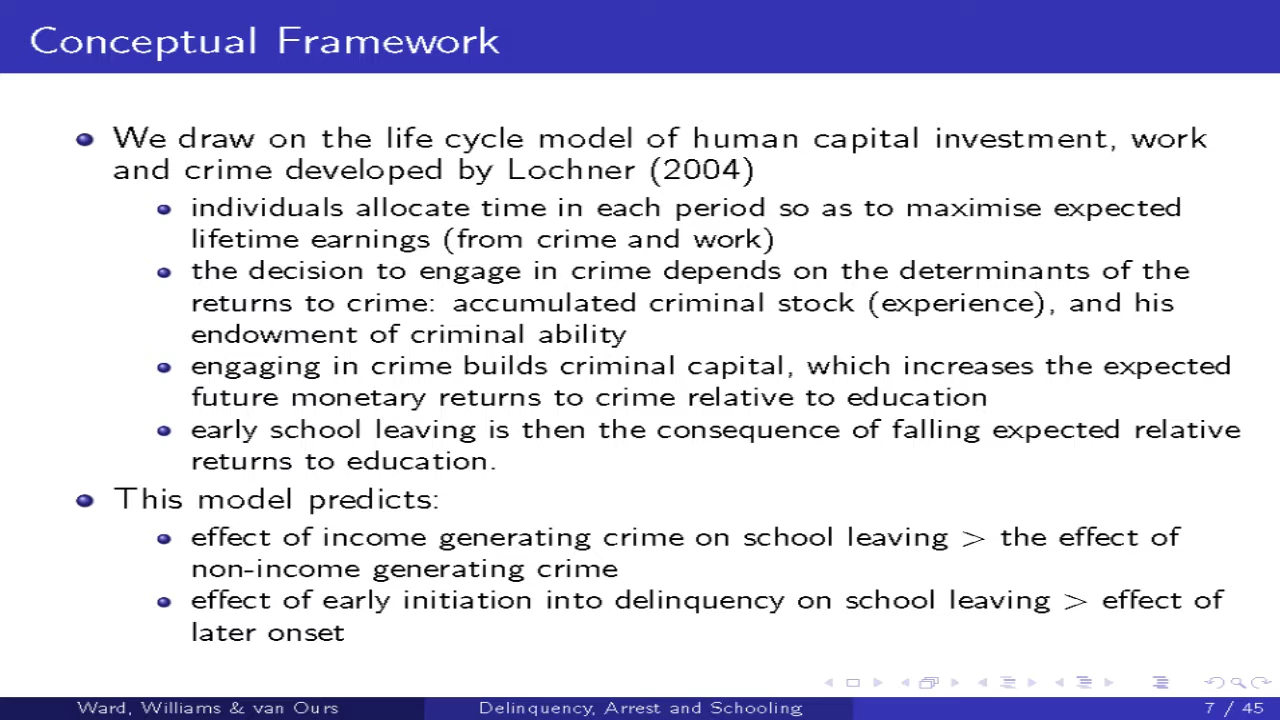 Conceptual Framework
We draw on the life cycle model of human capital investment, work
and crime developed by Lochner (2004)
individuals allocate time in each period so as to maximise expected
lifetime earnings (from crime and work)
the decision to engage in crime depends on the determinants of the
returns to crime: accumulated criminal stock (experience), and his
endowment of criminal ability
engaging in crime builds criminal capital, which increases the expected
future monetary returns to crime relative to education
early school leaving is then the consequence of falling expected relative
returns to education.
This model predicts:
effect of income generating crime on school leaving > the effect of
non-income generating crime
effect of early initiation into delinquency on school leaving > effect of
later onset
Ward, Williams & van Ours
Delinquency, Arrest and Schooling
7 / 45